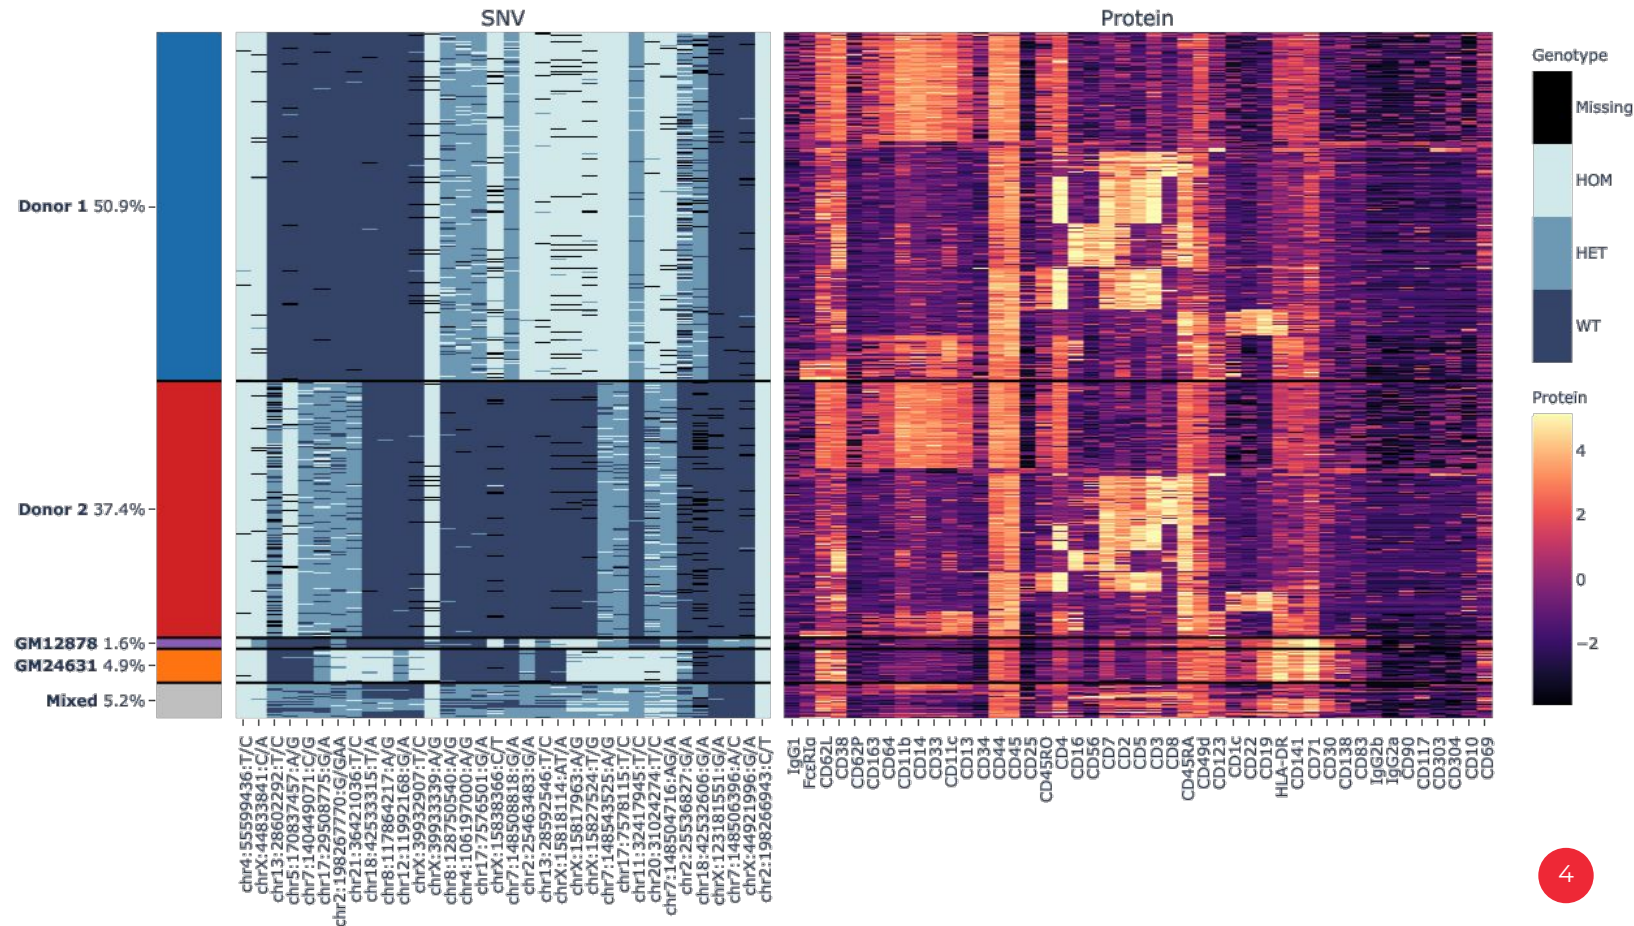 SNV
Protein
Donor 1 50.9%
Donor 2 37.4%
GM12878 1.6%
GM24631 4.9%
Mixed 5.2%
chr4:55599436:T/C
chrX:44833841:C/A
chr13:28602292:T/C
chr5:170837457:A/G
chr7:140449071:C/G
chr17:29508775:G/A
chr2:198267770:G/GAA
chr21:36421036:T/C
chr18:42533315:T/A
chr8:117864217:A/G
chr12:11992168:G/A
chrX:39932907:T/C
chrX:39933339:A/G
chr8:128750540:A/G
chr4:106197000:A/G
chr17:7576501:G/A
chrX:15838366:C/T
chr7:148508818:G/A
chr2:25463483:G/A
chr13:28592546:T/C
chrX:15818114:AT/A
chrX:15817963:A/G
chrX:15827524:T/G
chr7:148543525:A/G
chr17:7578115:T/C
chr11:32417945:T/C
chr20:31024274:T/C
chr7:148504716:AG/A
chr2:25536827:G/A
chr18:42532606:G/A
chrX:123181551:G/A
chr7:148506396:A/C
chrX:44921996:G/A
chr2:198266943:C/T
IgG1
FcεRIα
CD62L
CD38
CD62P
CD163
CD64
CD11b
CD14
CD33
CD11c
CD13
CD34
CD44
CD45
CD25
CD45RO
CD4
CD16
CD56
CD7
CD2
CD5
CD3
CD8
CD45RA
CD49d
CD123
CD1c
CD22
CD19
HLA-DR
CD141
CD71
CD30
CD138
CD83
IgG2b
IgG2a
CD90
CD117
CD303
CD304
CD10
CD69
Genotype
Missing
HOM
HET
WT
Protein
4
2
0
−2
4